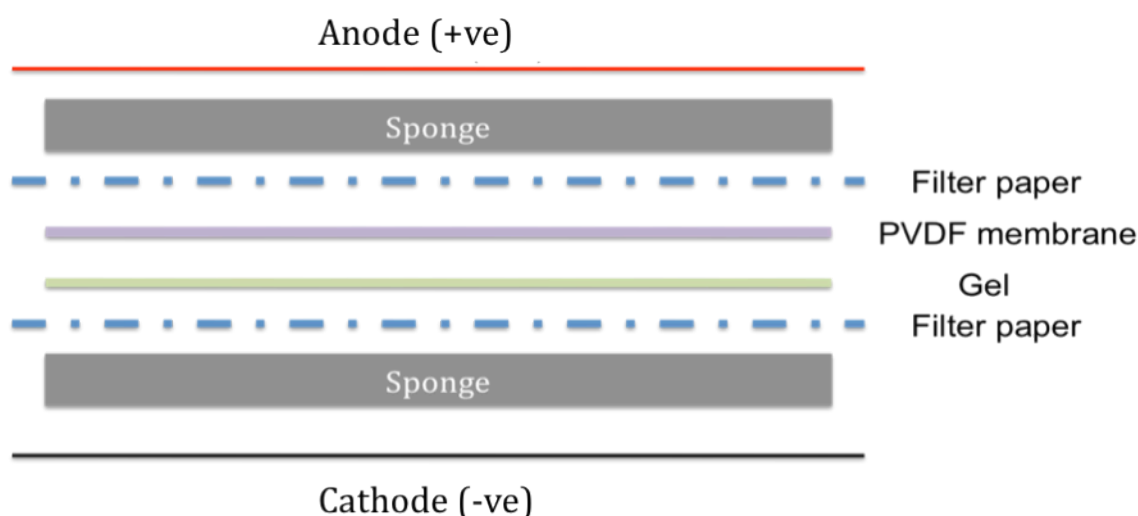 Anode (+ve)
Sponge
Filter paper
PVDF membrane
Gel
Filter paper
Sponge
Cathode (-ve)